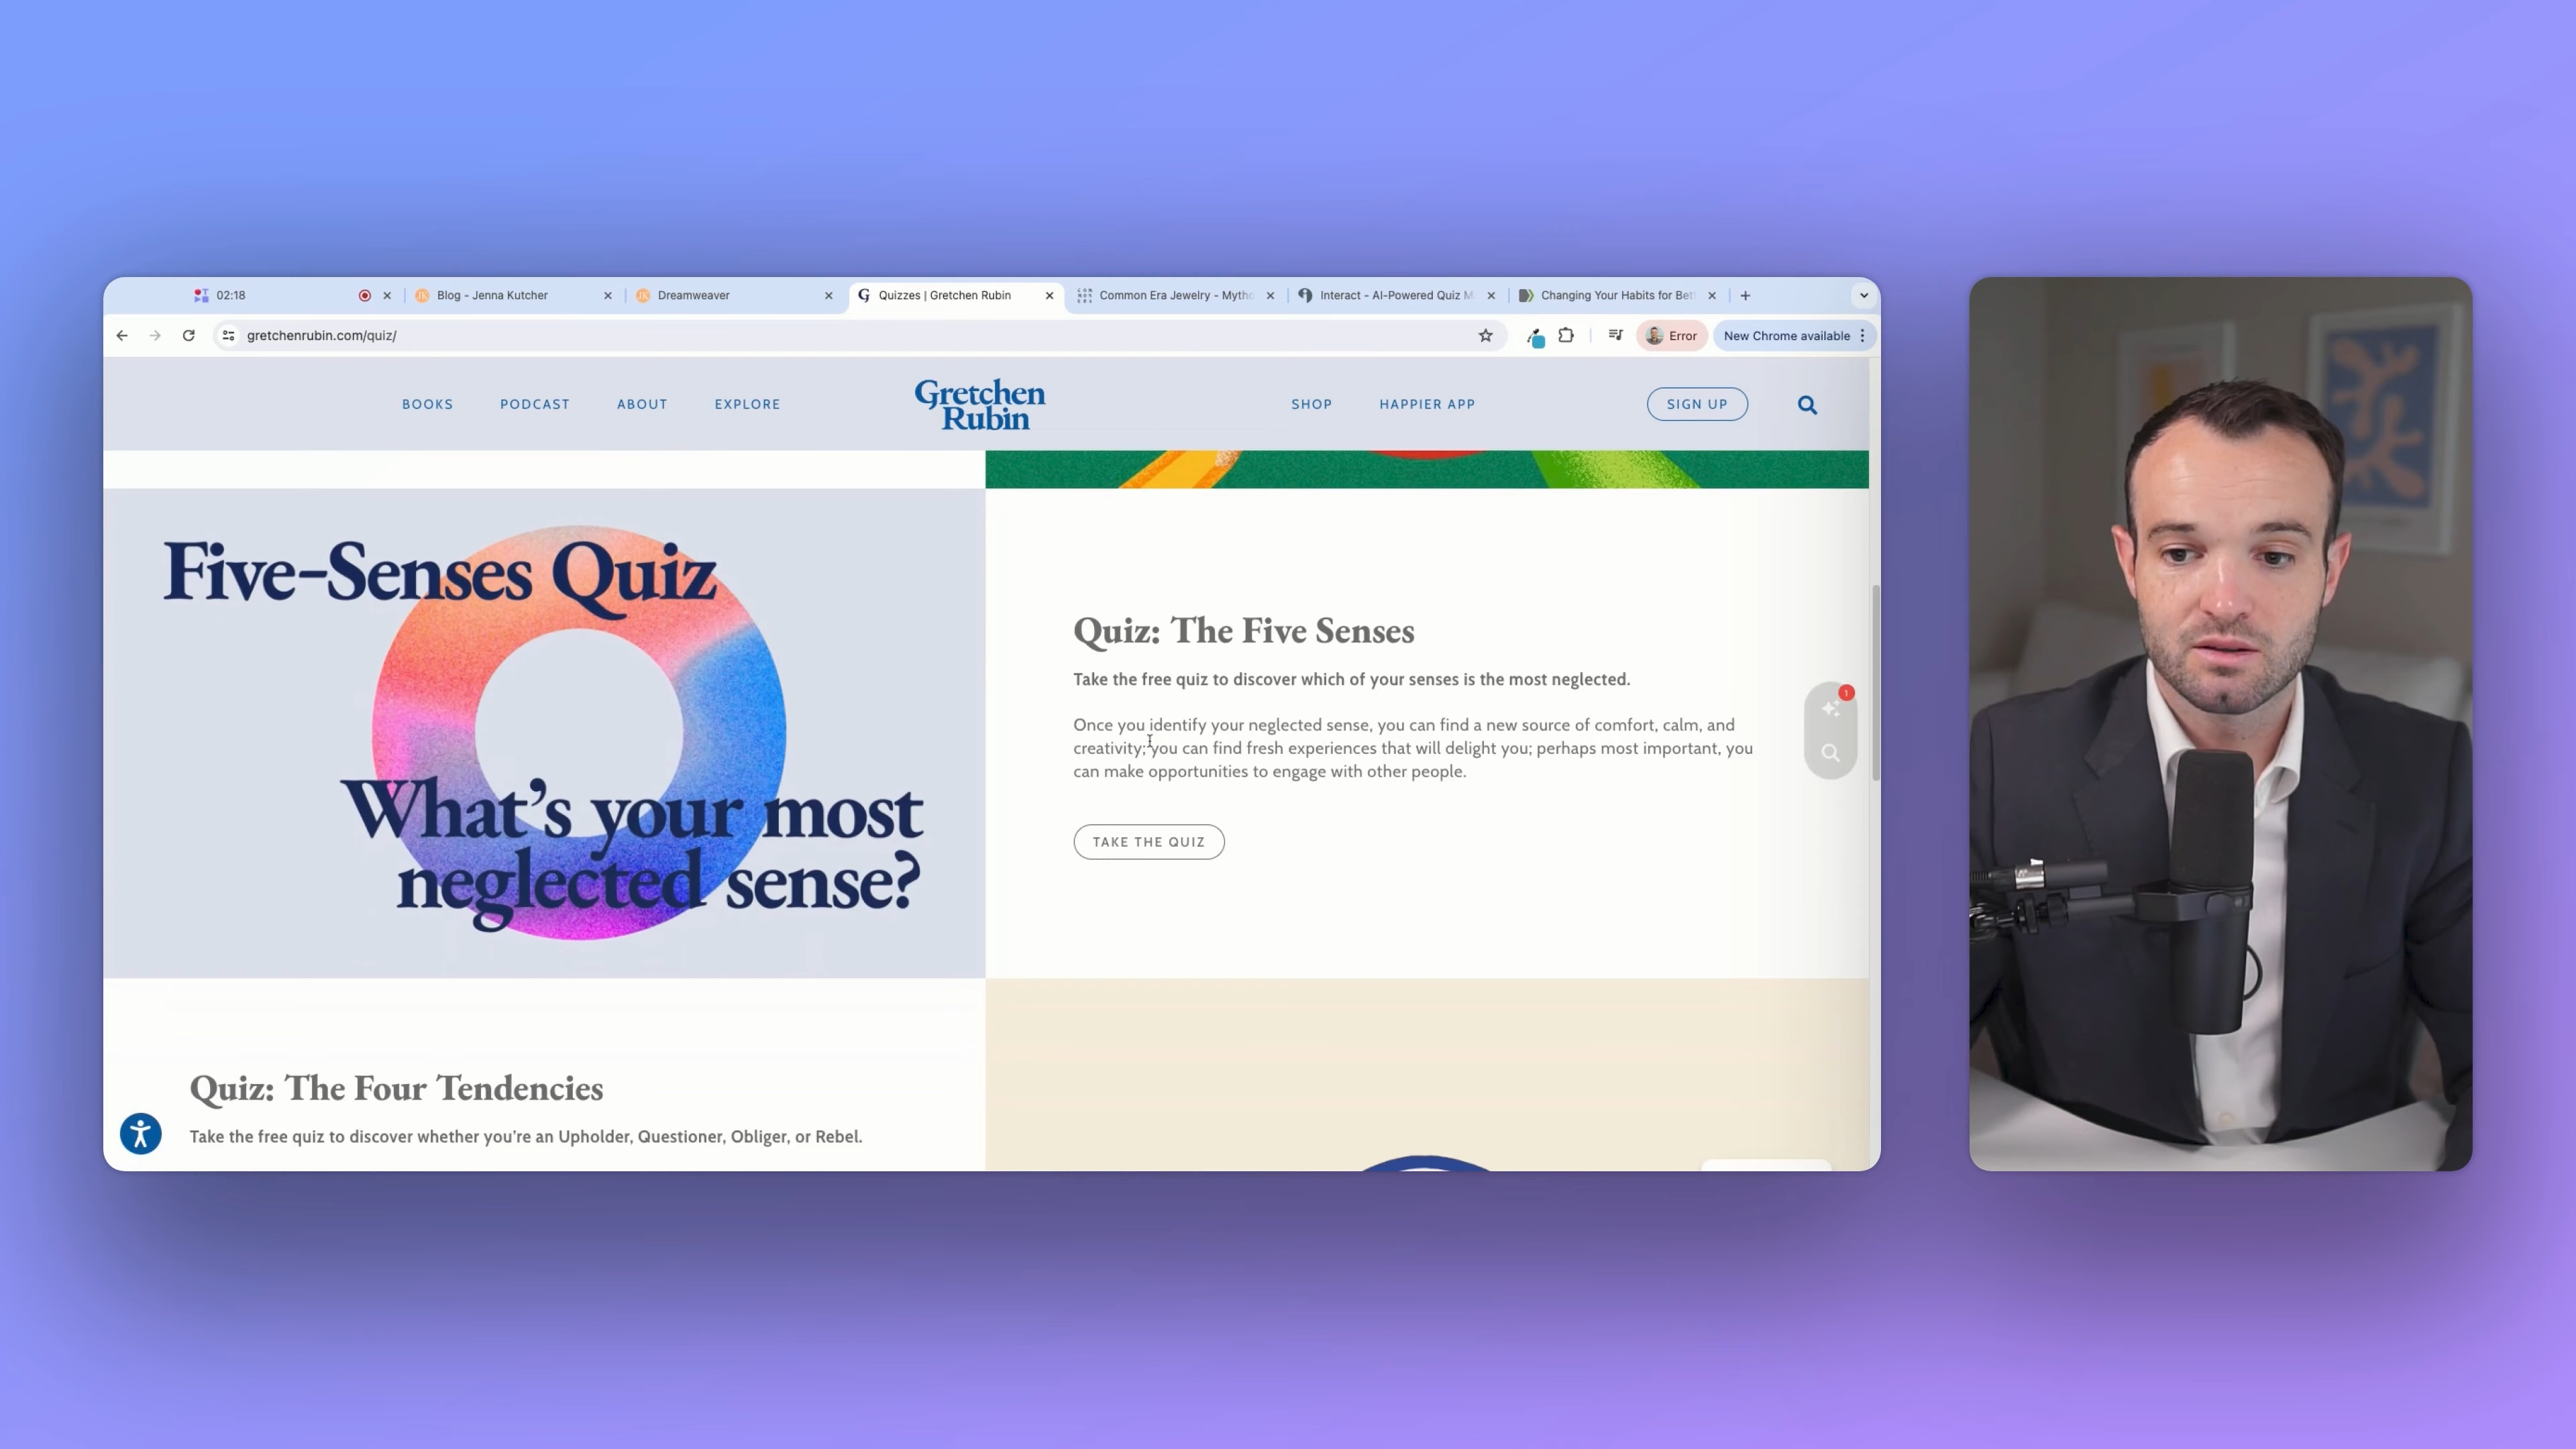 02:18
Blog - Jenna Kutcher
Dreamweaver
Quizzes | Gretchen Rubin
Common Era Jewelry - Mytho
Interact - AI-Powered Quiz M
Changing Your Habits for Bet
gretchenrubin.com/quiz/
Error
New Chrome available
BOOKS
PODCAST
ABOUT
EXPLORE
Gretchen
Rubin
SHOP
HAPPIER APP
SIGN UP
Five-Senses Quiz
What's your most
neglected sense?
Quiz: The Five Senses
Take the free quiz to discover which of your senses is the most neglected.
Once you identify your neglected sense, you can find a new source of comfort, calm, and
creativity; you can find fresh experiences that will delight you; perhaps most important, you
can make opportunities to engage with other people.
1
TAKE THE QUIZ
Quiz: The Four Tendencies
Take the free quiz to discover whether you're an Upholder, Questioner, Obliger, or Rebel.